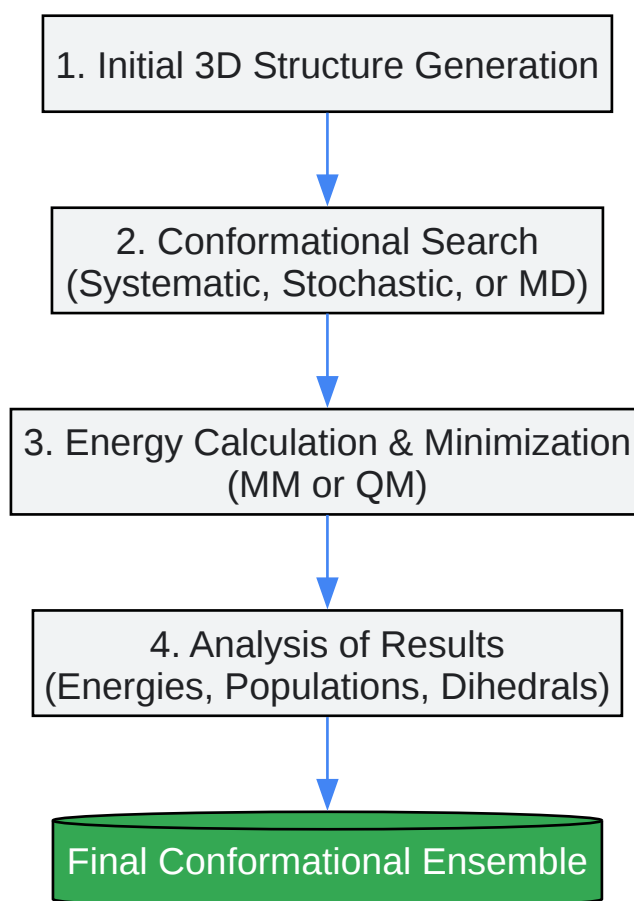 1. Initial 3D Structure Generation
2. Conformational Search
(Systematic, Stochastic, or MD)
3. Energy Calculation & Minimization
(MM or QM)
4. Analysis of Results
(Energies, Populations, Dihedrals)
Final Conformational Ensemble